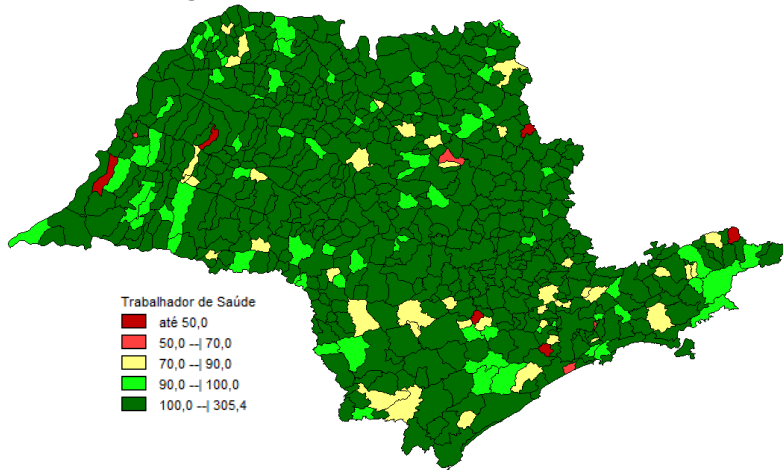 Trabalhador de Saúde
até 50,0
50,0 --| 70,0
70,0 --| 90,0
90,0 --| 100,0
100,0 --| 305,4